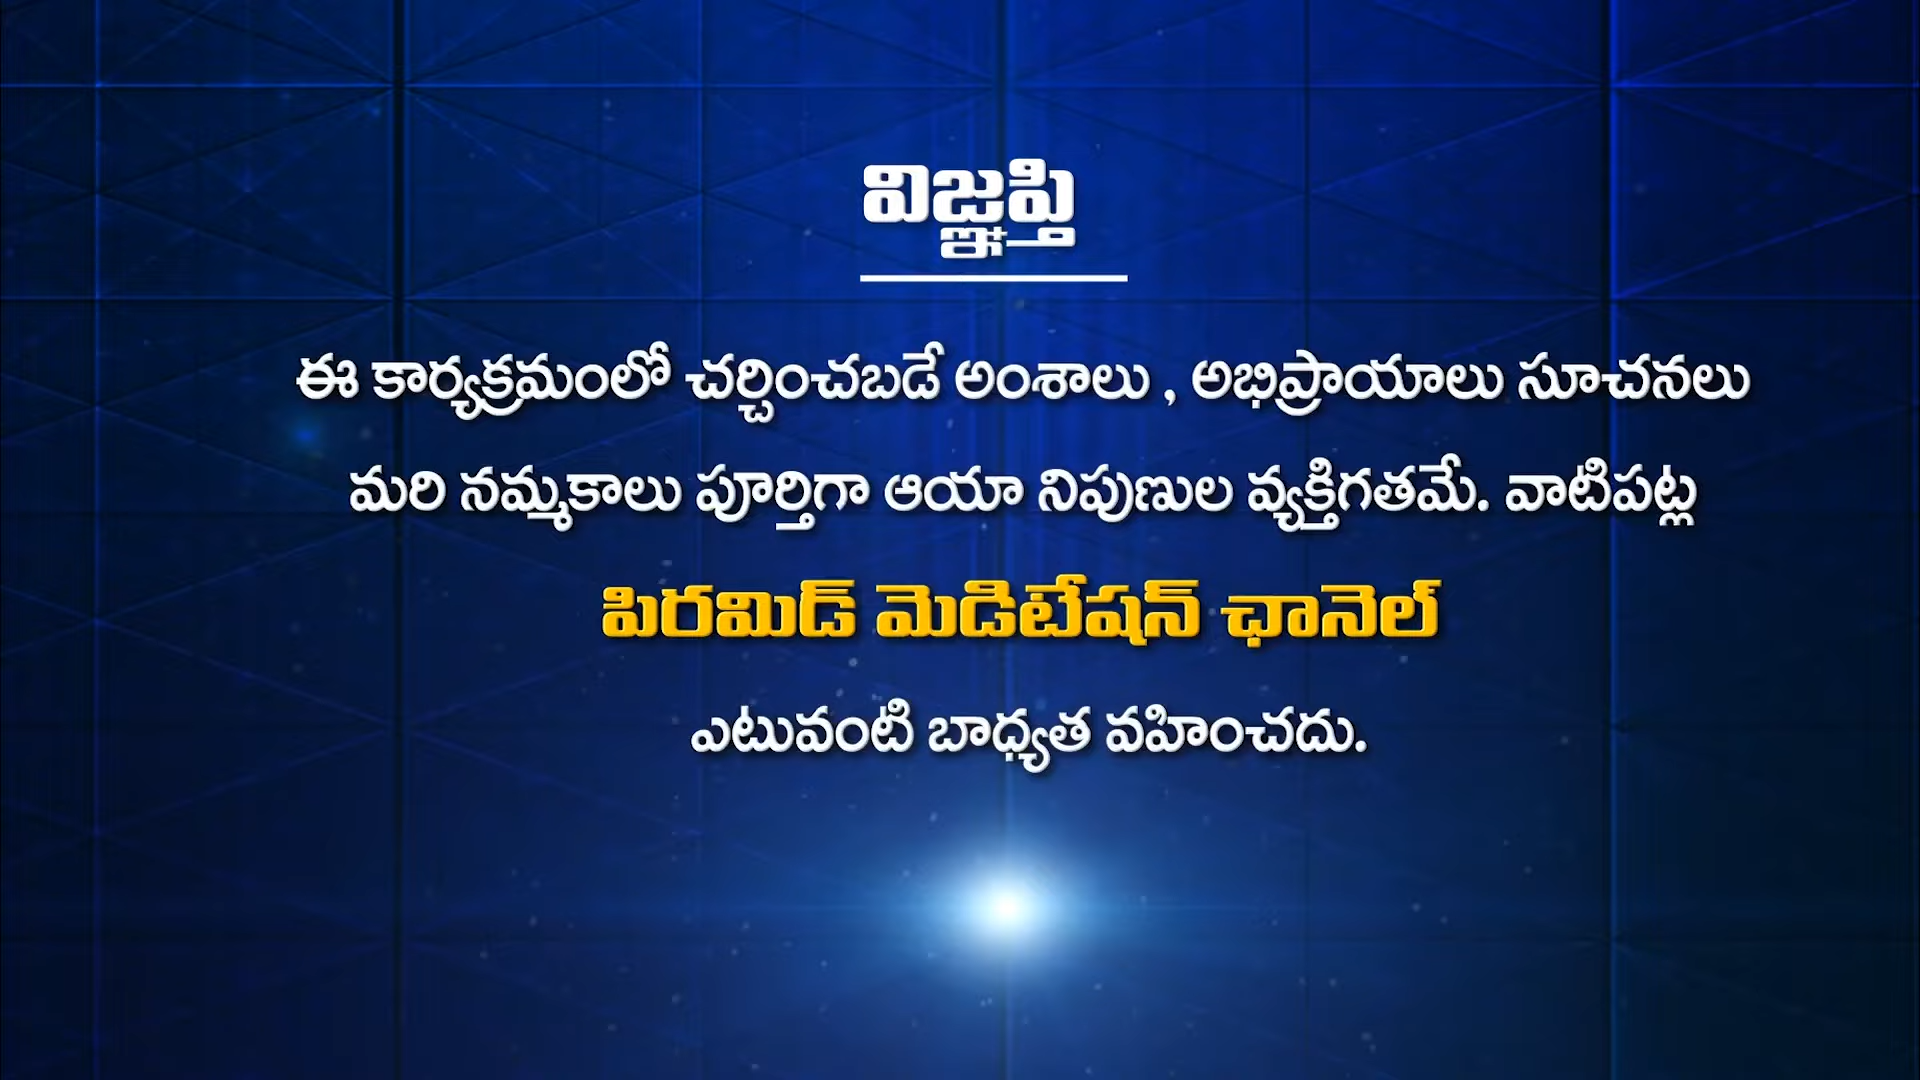 విజ్ఞప్తి
ఈ కార్యక్రమంలో చర్చించబడే అంశాలు , అభిప్రాయాలు సూచనలు
మరి నమ్మకాలు పూర్తిగా ఆయా నిపుణుల వ్యక్తిగతమే. వాటిపట్ల
పిరమిడ్ మెడిటేషన్ ఛానెల్
ఎటువంటి బాధ్యత వహించదు.